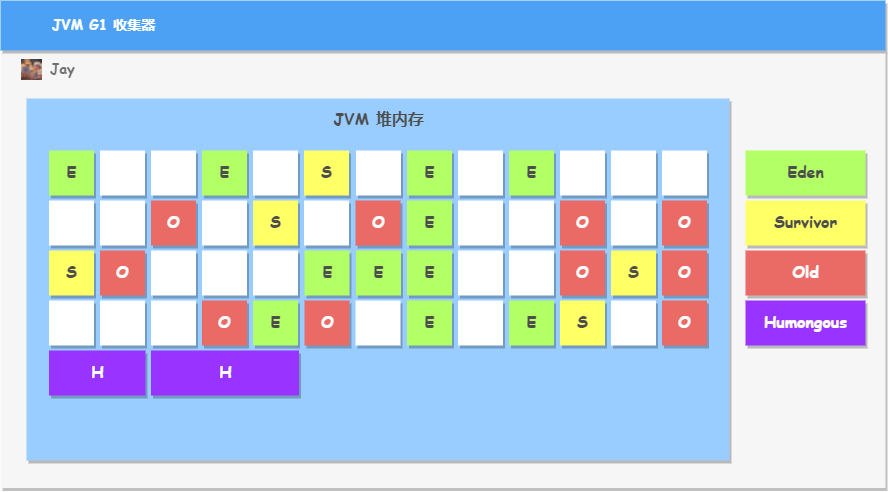 JVM G1 收集器
Jay
JVM 堆内存
E E S E E Eden
O S O E O O Survivor
S O E E E O S O Old
O E O E E S O Humongous
H H